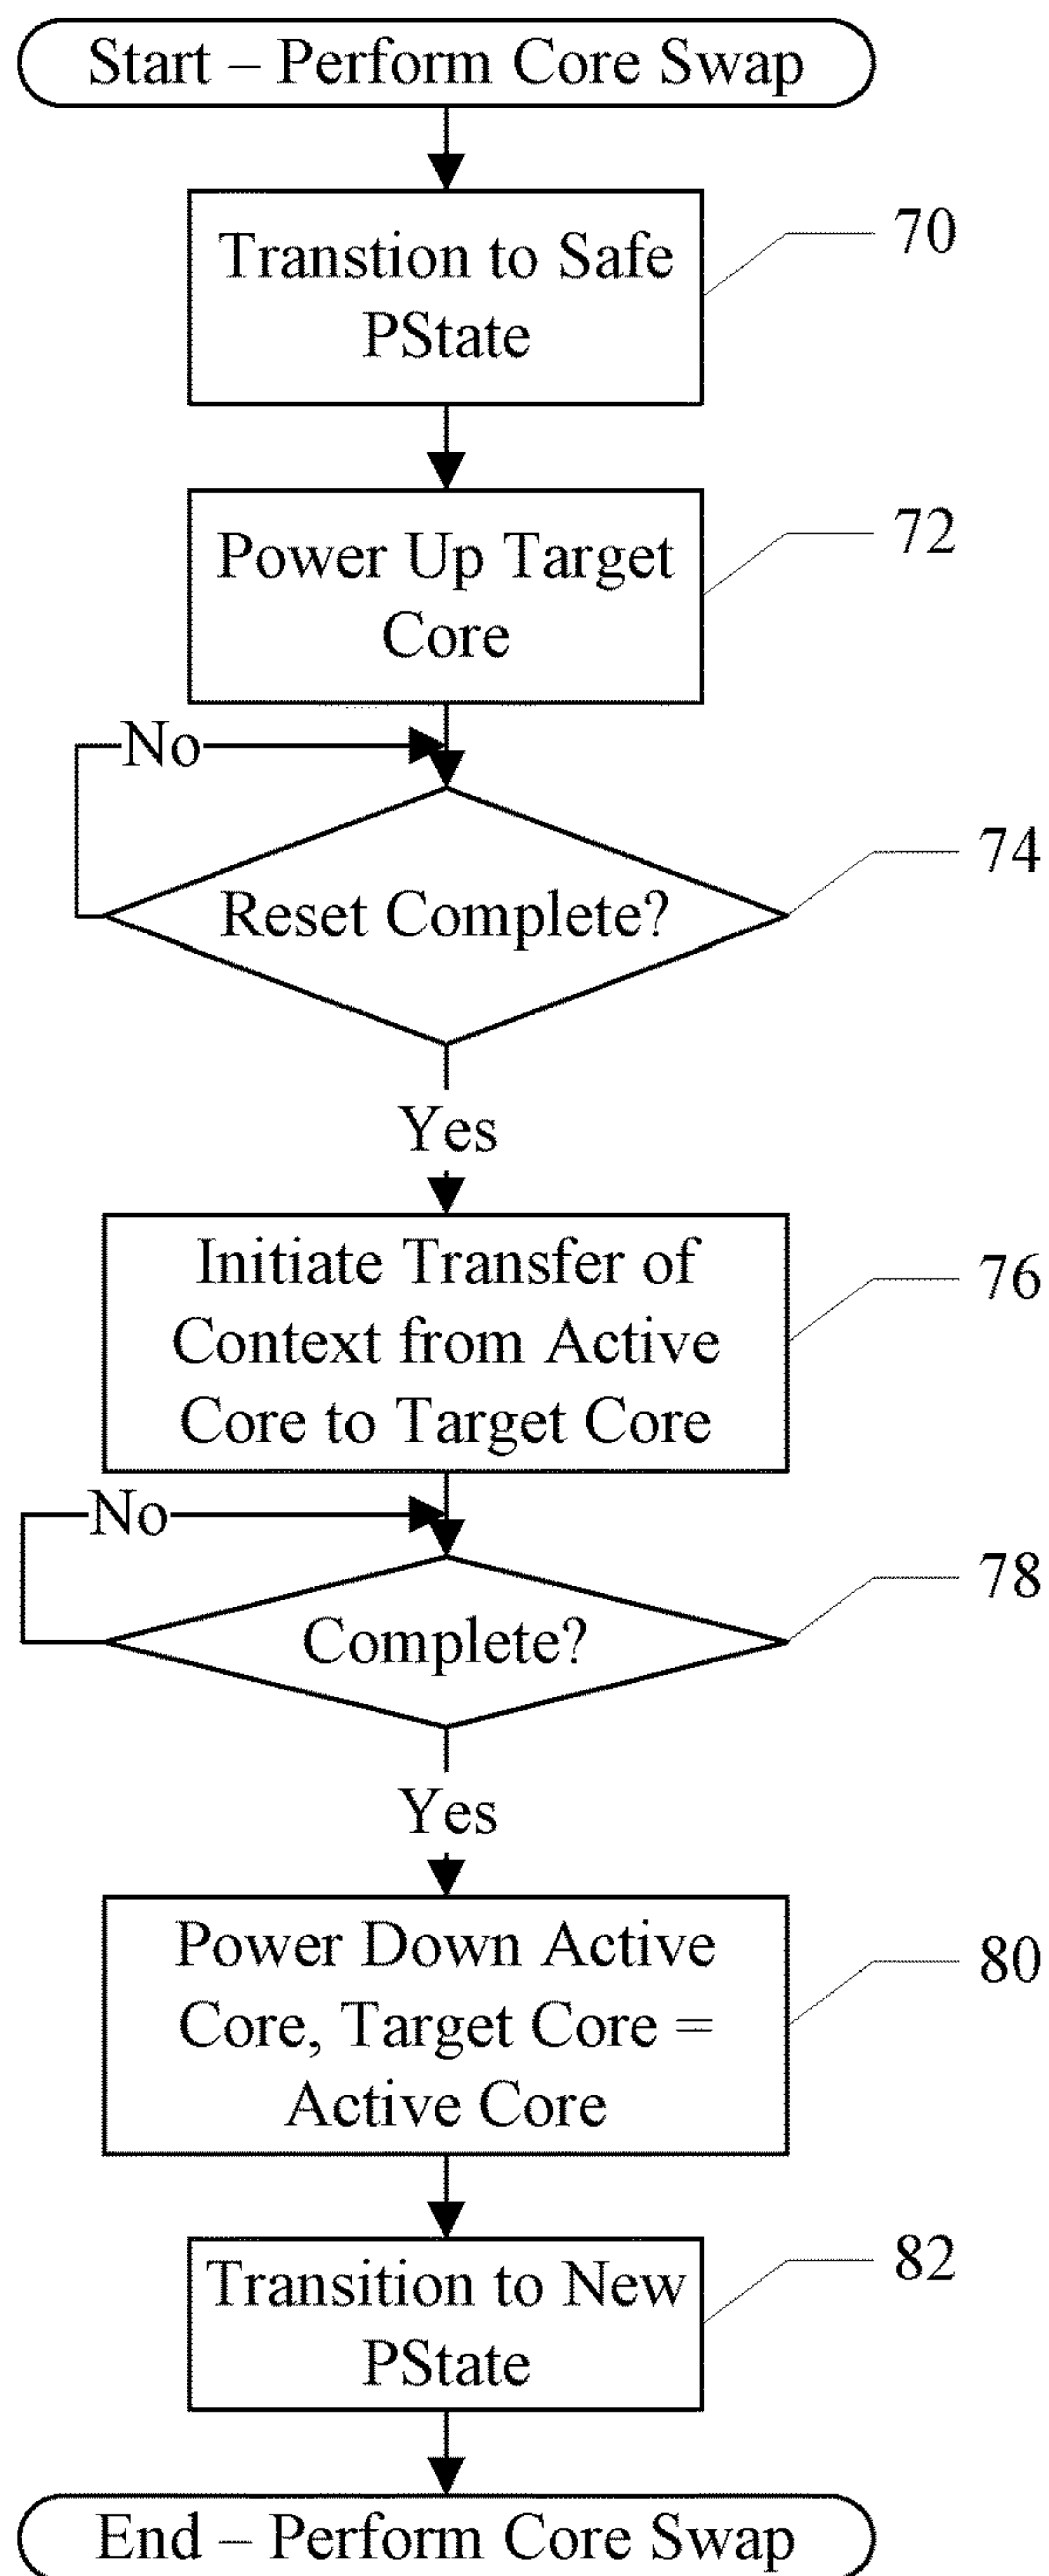 Start – Perform Core Swap
Transtion to Safe
PState
70
Power Up Target
Core
72
No
Reset Complete?
74
Yes
Initiate Transfer of
Context from Active
Core to Target Core
76
No
Complete?
78
Yes
Power Down Active
Core, Target Core =
Active Core
80
Transition to New
PState
82
End – Perform Core Swap